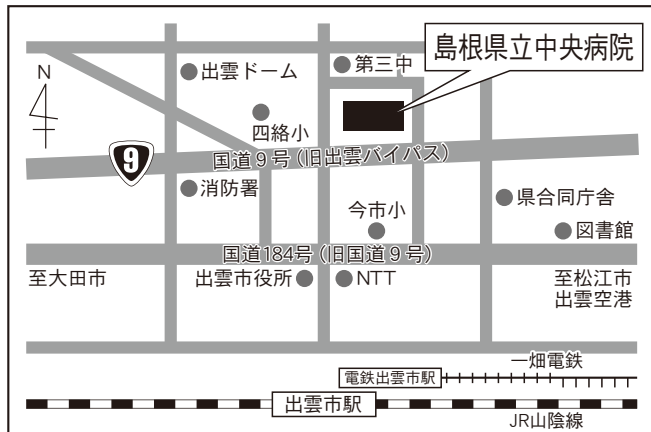 島根県立中央病院
第三中
出雲ドーム
N
四絡小
国道9号(旧出雲バイパス)
9
消防署
今市小
県合同庁舎
図書館
国道184号(旧国道9号)
至大田市
出雲市役所
NTT
至松江市
出雲空港
一畑電鉄
電鉄出雲市駅
出雲市駅
JR山陰線